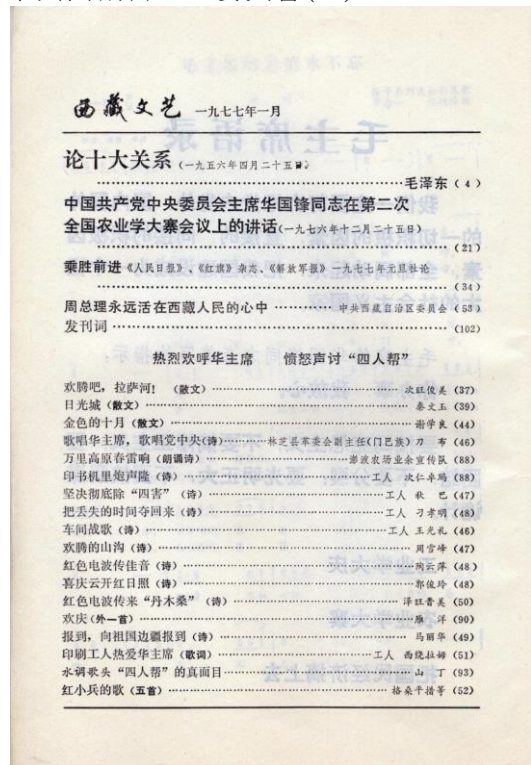 西藏文艺 一九七七年一月
论十大关系(一九五六年四月二十五日)
毛泽东(4)
中国共产党中央委员会主席华国锋同志在第二次
全国农业学大寨会议上的讲话(一九七六年十二月二十五日)
(21)
乘胜前进《人民日报》、《红旗》杂志、《解放军报》一九七七年元旦社论
(34)
周总理永远活在西藏人民的心中 中共西藏自治区委员会(53)
发刊词 (102)
热烈欢呼华主席 愤怒声讨“四人帮”
欢腾吧,拉萨河! (散文) 次旺俊美(37)
日光城(散文) 秦文玉(39)
金色的十月(散文) 谢学良(44)
歌唱华主席,歌唱党中央(诗) 林芝县革委会副主任(门巴族) 刀 布(46)
万里高原春雷响(朗诵诗) 澎波农场业余宣传队(88)
印书机里炮声隆(诗) 工人 次仁卓玛(88)
坚决彻底除“四害”(诗) 工人 秋 巴(47)
把丢失的时间夺回来(诗) 工人 刁孝明(48)
车间战歌(诗) 工人 王光礼(46)
欢腾的山沟(诗) 周雪峰(47)
红色电波传佳音(诗) 陶云萍(48)
喜庆云开红日照(诗) 郭俊玲(48)
红色电波传来“丹木桑”(诗) 洋旺晋美(50)
欢庆(外一首) 雁 洋(90)
报到,向祖国边疆报到(诗) 马丽华(49)
印刷工人热爱华主席(歌词) 工人 西绕拉姆(51)
水调歌头“四人帮”的真面目 山 丁(93)
红小兵的歌(五首) 格桑平措等(52)